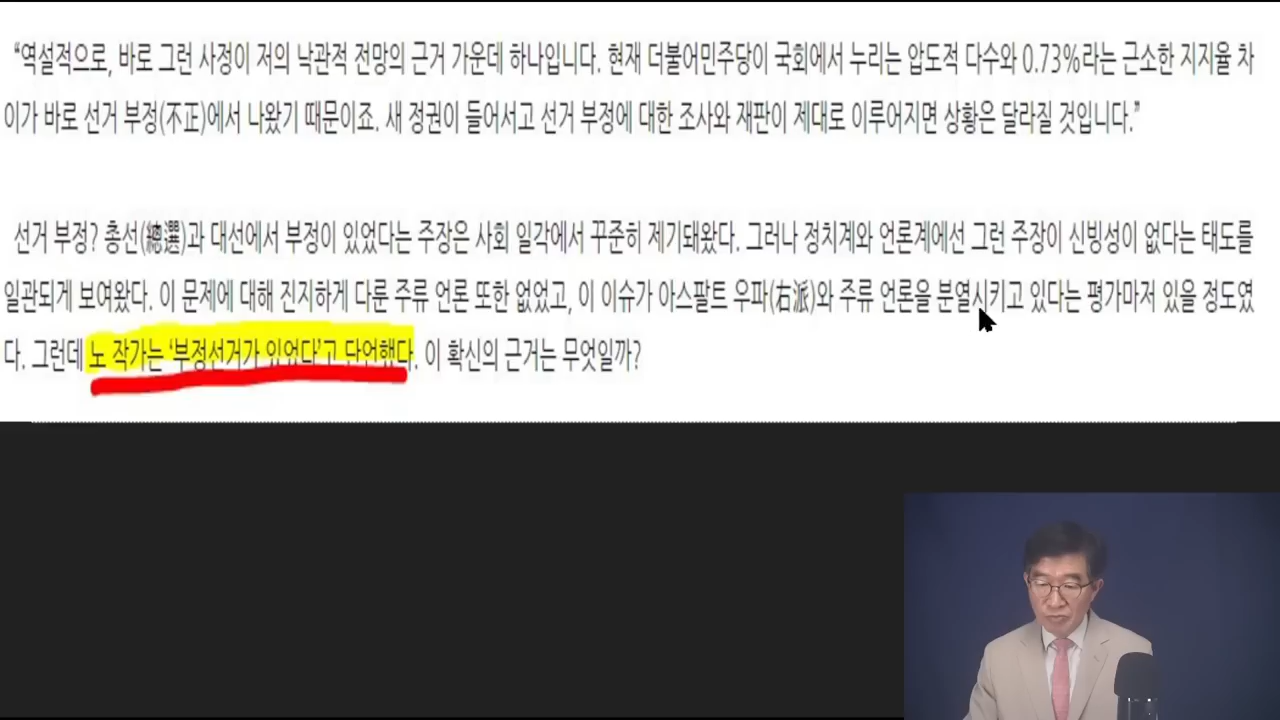 “역설적으로, 바로 그런 사정이 저의 낙관적 전망의 근거 가운데 하나입니다. 현재 더불어민주당이 국회에서 누리는 압도적 다수와 0.73%라는 근소한 지지율 차
이가 바로 선거 부정(不正)에서 나왔기 때문이죠. 새 정권이 들어서고 선거 부정에 대한 조사와 재판이 제대로 이루어지면 상황은 달라질 것입니다.”
선거 부정? 총선(總選)과 대선에서 부정이 있었다는 주장은 사회 일각에서 꾸준히 제기돼왔다. 그러나 정치계와 언론계에선 그런 주장이 신빙성이 없다는 태도를
일관되게 보여왔다. 이 문제에 대해 진지하게 다룬 주류 언론 또한 없었고, 이 이슈가 아스팔트 우파(右派)와 주류 언론을 분열시키고 있다는 평가마저 있을 정도였
다. 그런데 노 작가는 ‘부정선거가 있었다’고 단언했다. 이 확신의 근거는 무엇일까?